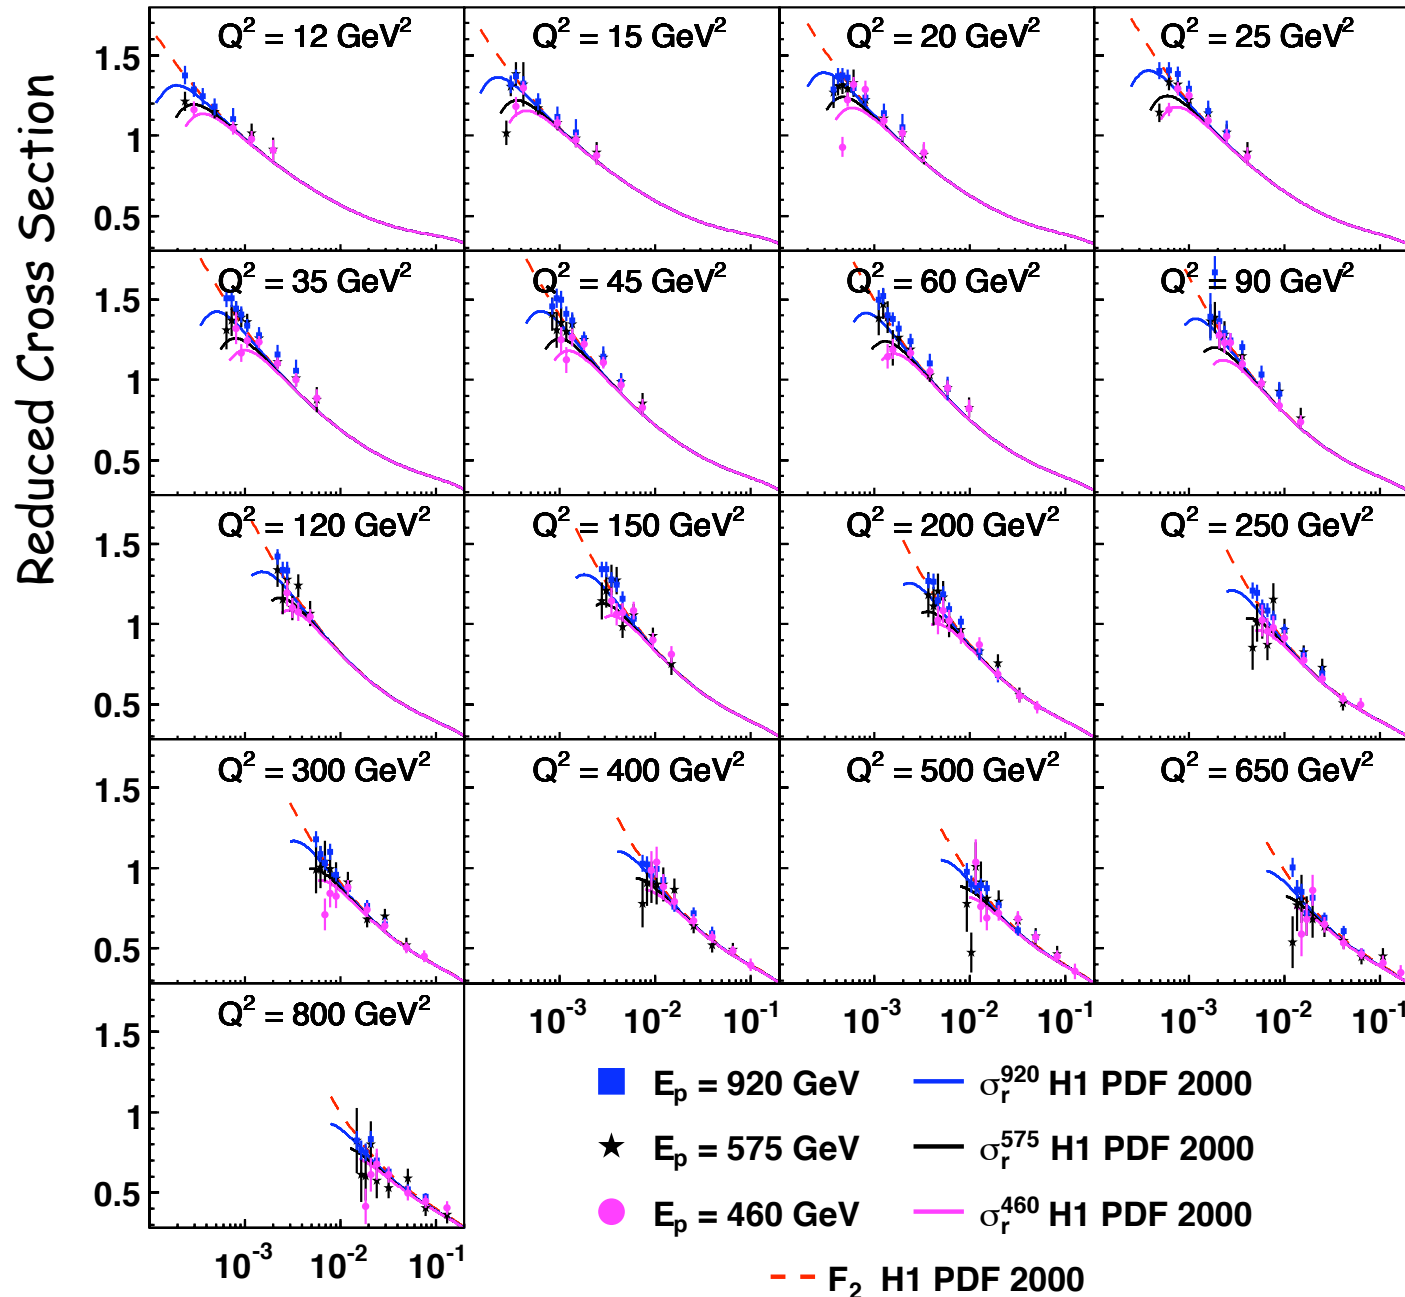 Reduced Cross Section
Q² = 12 GeV² Q² = 15 GeV² Q² = 20 GeV² Q² = 25 GeV²
1.5
1
0.5
Q² = 35 GeV² Q² = 45 GeV² Q² = 60 GeV² Q² = 90 GeV²
1.5
1
0.5
Q² = 120 GeV² Q² = 150 GeV² Q² = 200 GeV² Q² = 250 GeV²
1.5
1
0.5
Q² = 300 GeV² Q² = 400 GeV² Q² = 500 GeV² Q² = 650 GeV²
1.5
1
0.5
Q² = 800 GeV²
1.5
1
0.5
10⁻³ 10⁻² 10⁻¹ 10⁻³ 10⁻² 10⁻¹ 10⁻³ 10⁻² 10⁻¹
Eₚ = 920 GeV σᵣ⁹²⁰ H1 PDF 2000
Eₚ = 575 GeV σᵣ⁵⁷⁵ H1 PDF 2000
Eₚ = 460 GeV σᵣ⁴⁶⁰ H1 PDF 2000
10⁻³ 10⁻² 10⁻¹
F₂ H1 PDF 2000